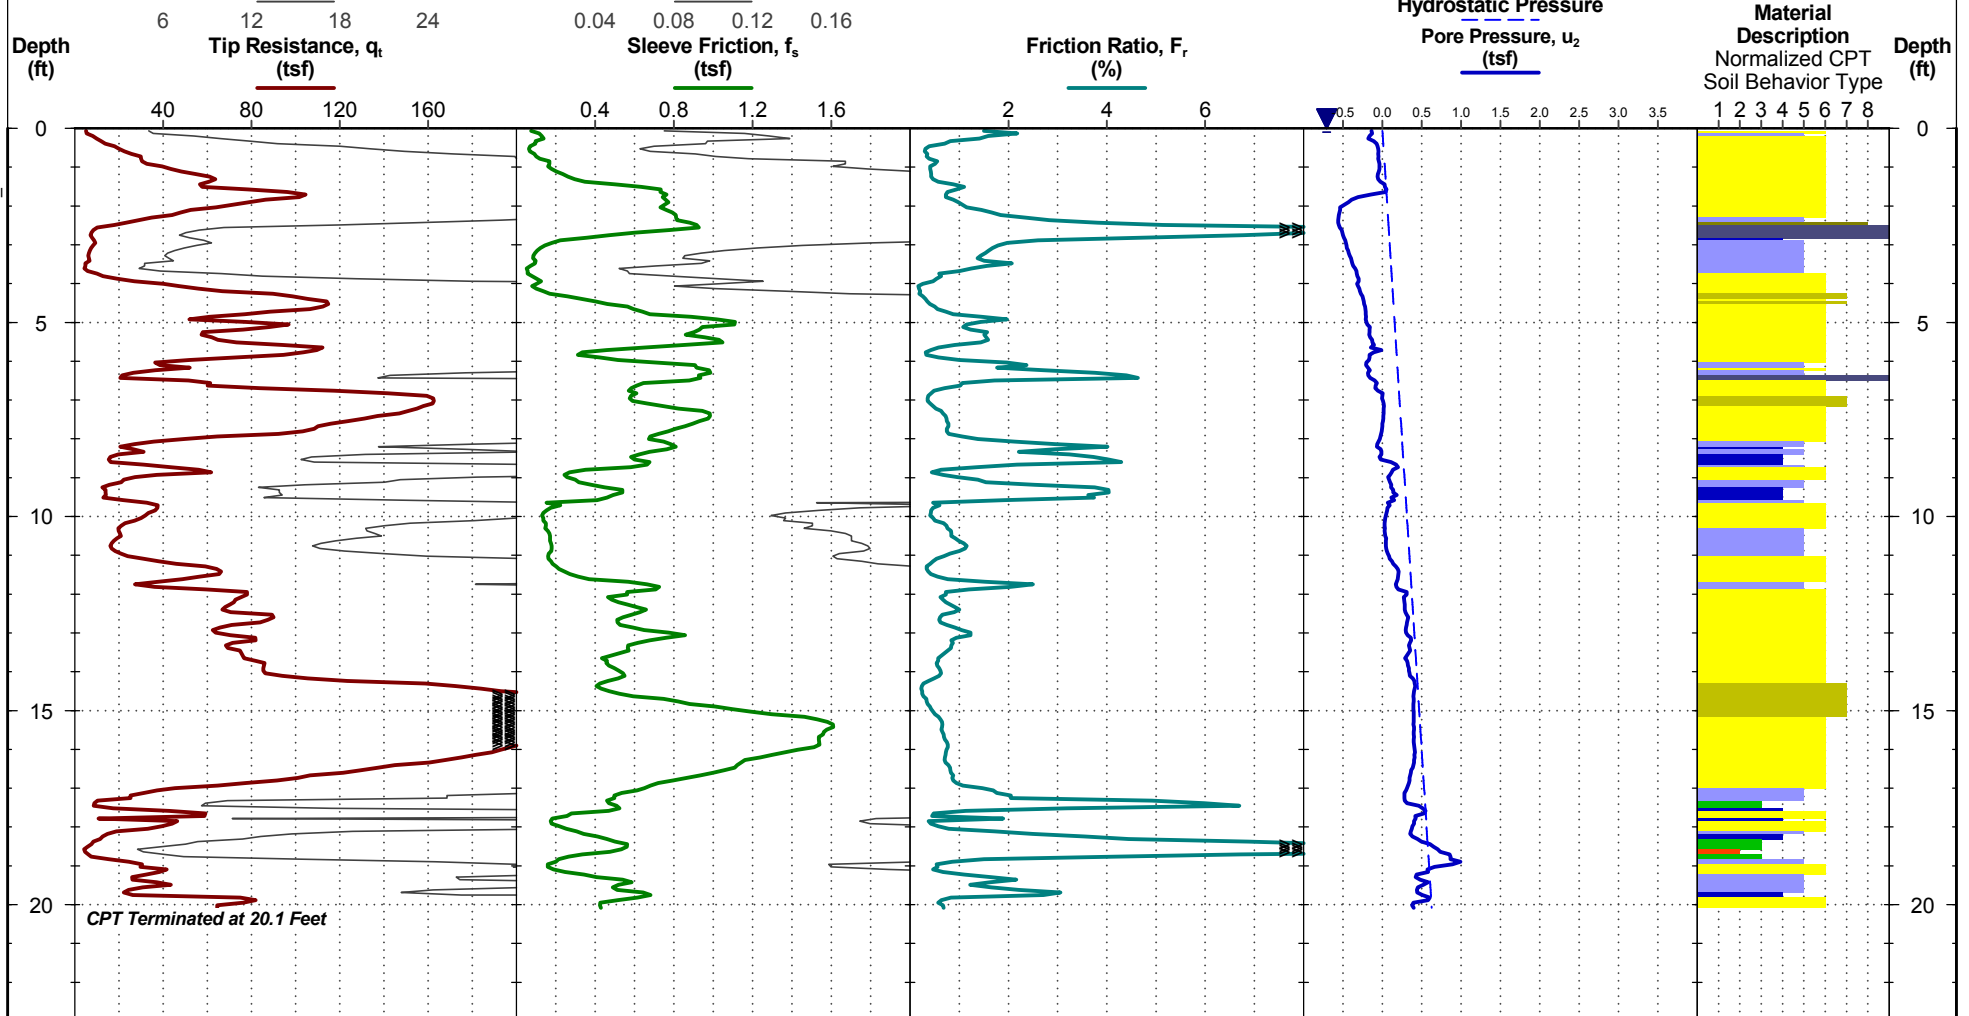 6 12 18 24 0.04 0.08 0.12 0.16
Hydrostatic Pressure
Depth
(ft)
Tip Resistance, qt
(tsf)
Sleeve Friction, fs
(tsf)
Friction Ratio, Fr
(%)
Pore Pressure, u2
(tsf)
Material
Description
Normalized CPT
Soil Behavior Type
Depth
(ft)
40 80 120 160 0.4 0.8 1.2 1.6 2 4 6 0.5 0.0 0.5 1.0 1.5 2.0 2.5 3.0 3.5 1 2 3 4 5 6 7 8
0 0
5 5
10 10
15 15
20 20
CPT Terminated at 20.1 Feet